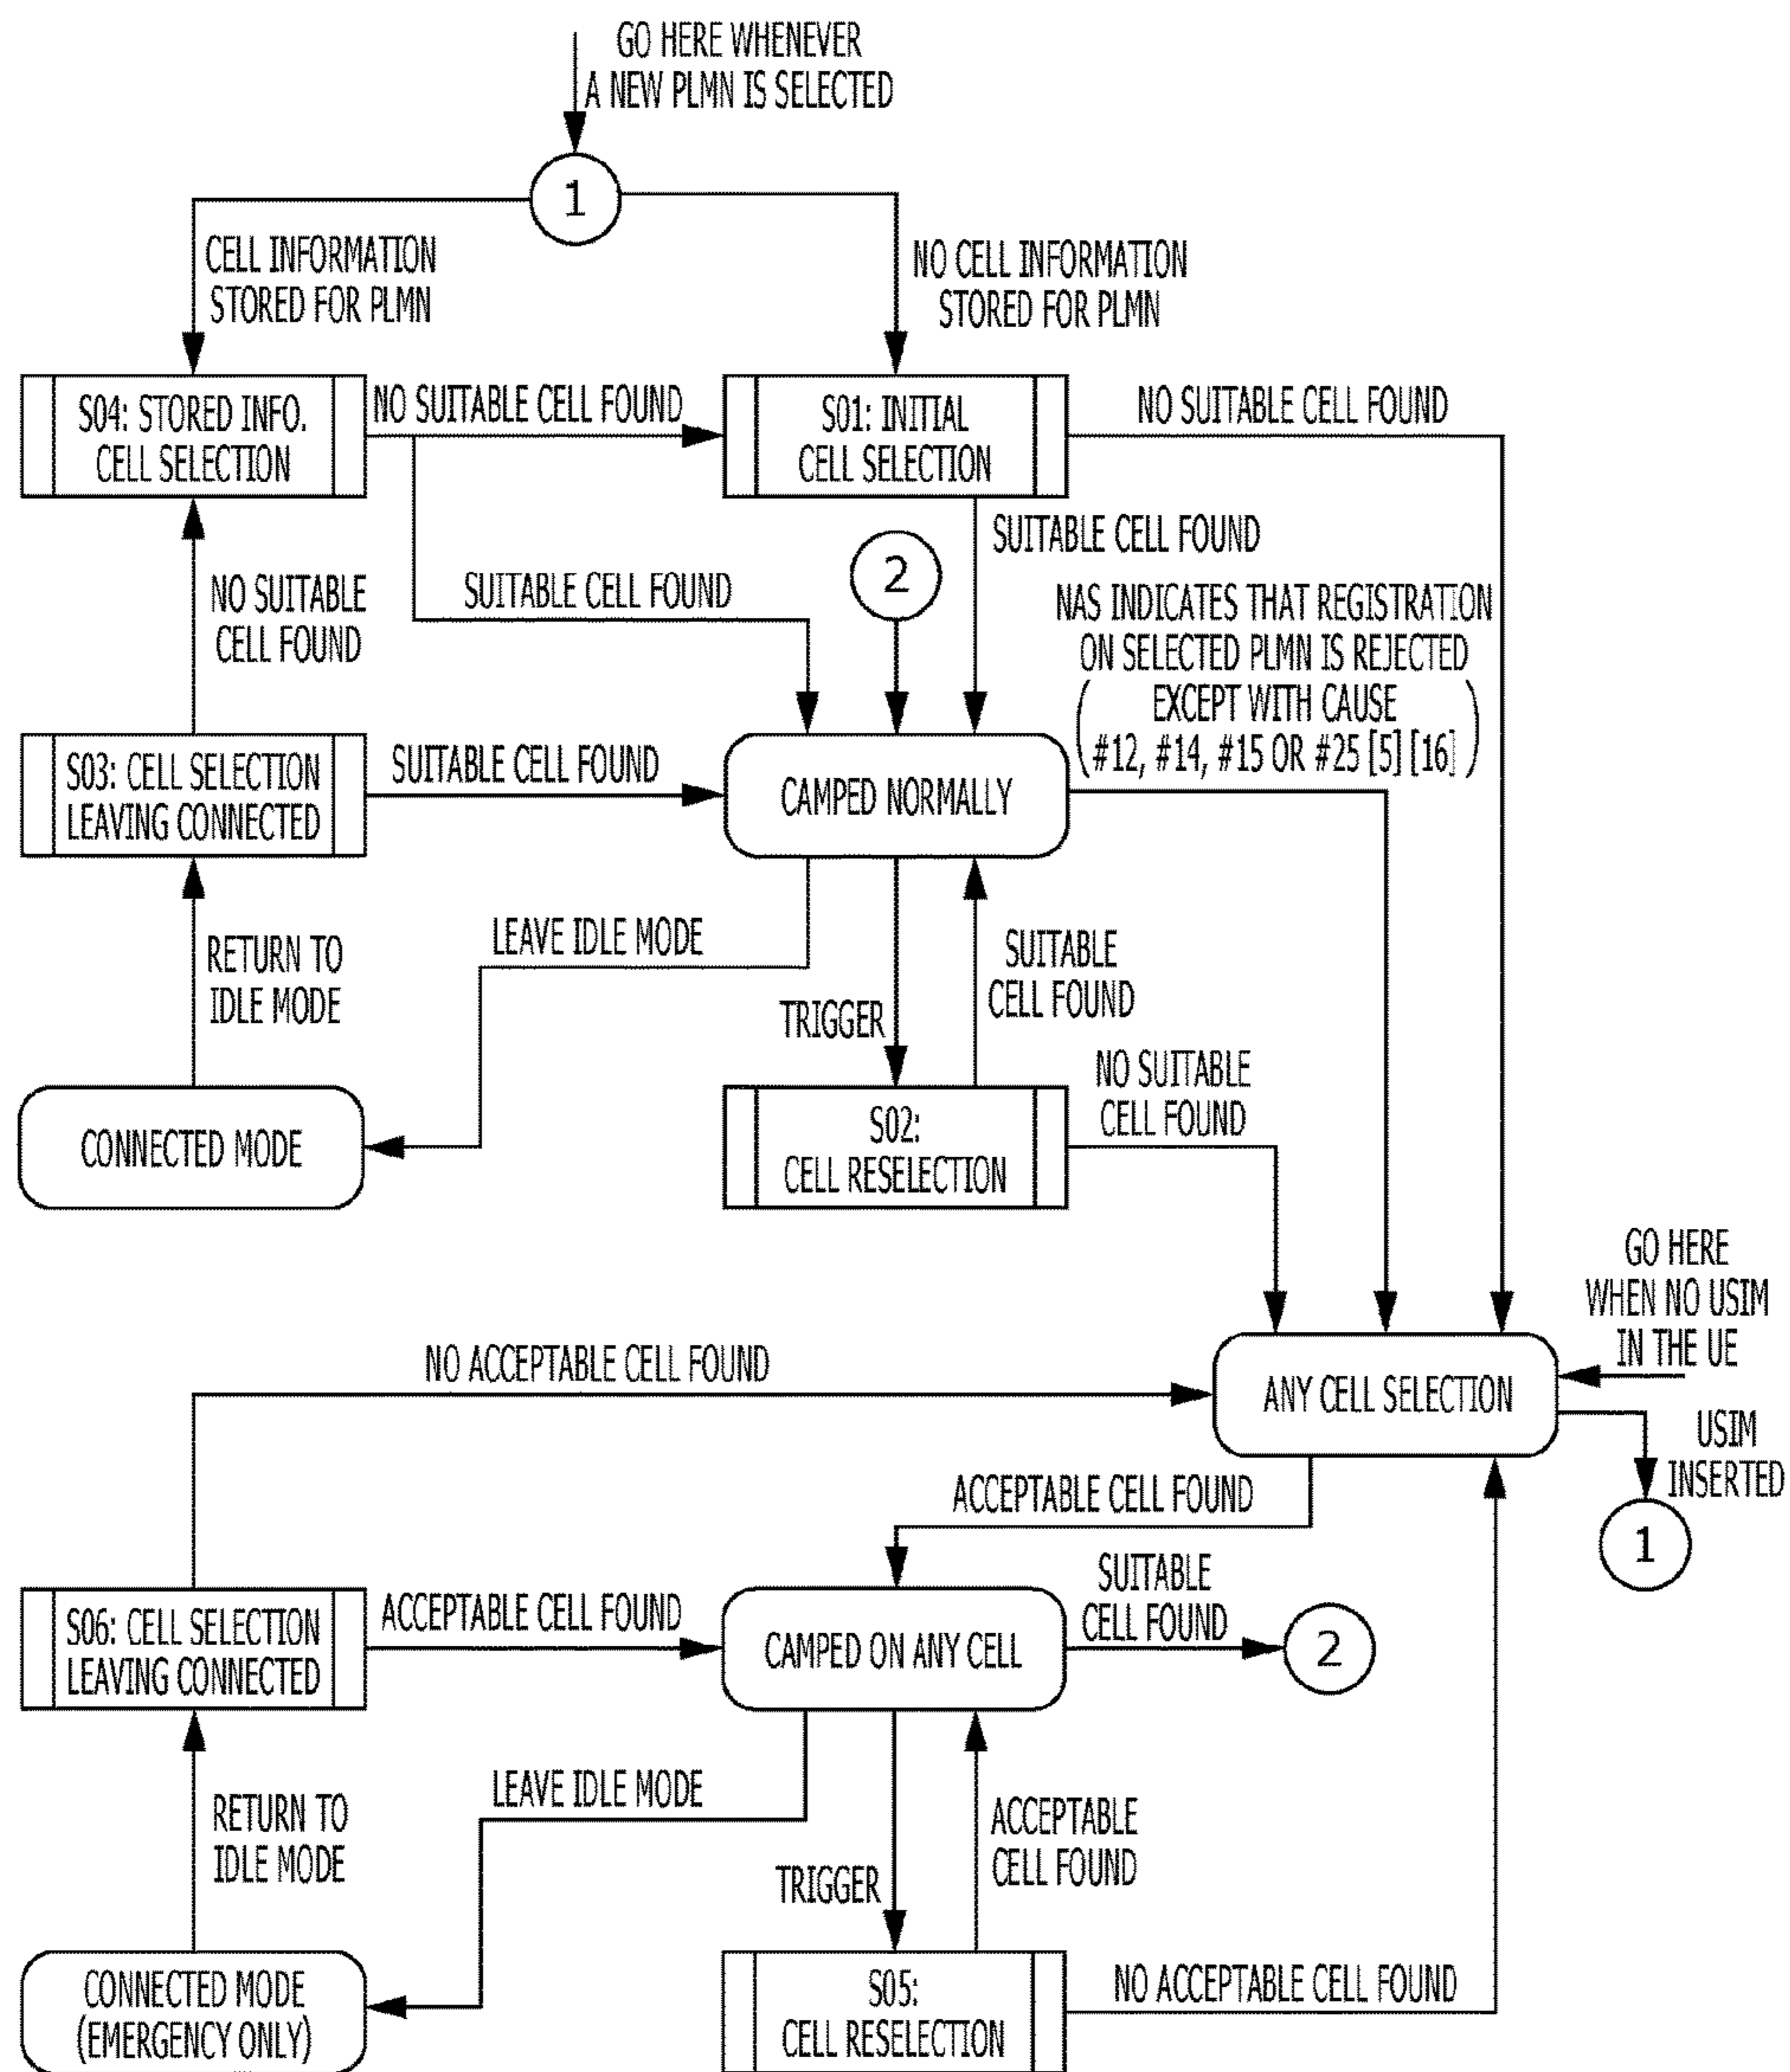 GO HERE WHENEVER
A NEW PLMN IS SELECTED
1
CELL INFORMATION
STORED FOR PLMN
NO CELL INFORMATION
STORED FOR PLMN
S04: STORED INFO.
CELL SELECTION
NO SUITABLE CELL FOUND
S01: INITIAL
CELL SELECTION
NO SUITABLE CELL FOUND
SUITABLE CELL FOUND
2
NO SUITABLE
CELL FOUND
SUITABLE CELL FOUND
NAS INDICATES THAT REGISTRATION
ON SELECTED PLMN IS REJECTED
(EXCEPT WITH CAUSE
#12, #14, #15 OR #25 [5] [16])
S03: CELL SELECTION
LEAVING CONNECTED
SUITABLE CELL FOUND
CAMPED NORMALLY
RETURN TO
IDLE MODE
LEAVE IDLE MODE
TRIGGER
SUITABLE
CELL FOUND
NO SUITABLE
CELL FOUND
CONNECTED MODE
S02:
CELL RESELECTION
GO HERE
WHEN NO USIM
IN THE UE
NO ACCEPTABLE CELL FOUND
ANY CELL SELECTION
USIM
INSERTED
1
ACCEPTABLE CELL FOUND
S06: CELL SELECTION
LEAVING CONNECTED
ACCEPTABLE CELL FOUND
CAMPED ON ANY CELL
SUITABLE
CELL FOUND
2
RETURN TO
IDLE MODE
LEAVE IDLE MODE
TRIGGER
ACCEPTABLE
CELL FOUND
CONNECTED MODE
(EMERGENCY ONLY)
S05:
CELL RESELECTION
NO ACCEPTABLE CELL FOUND